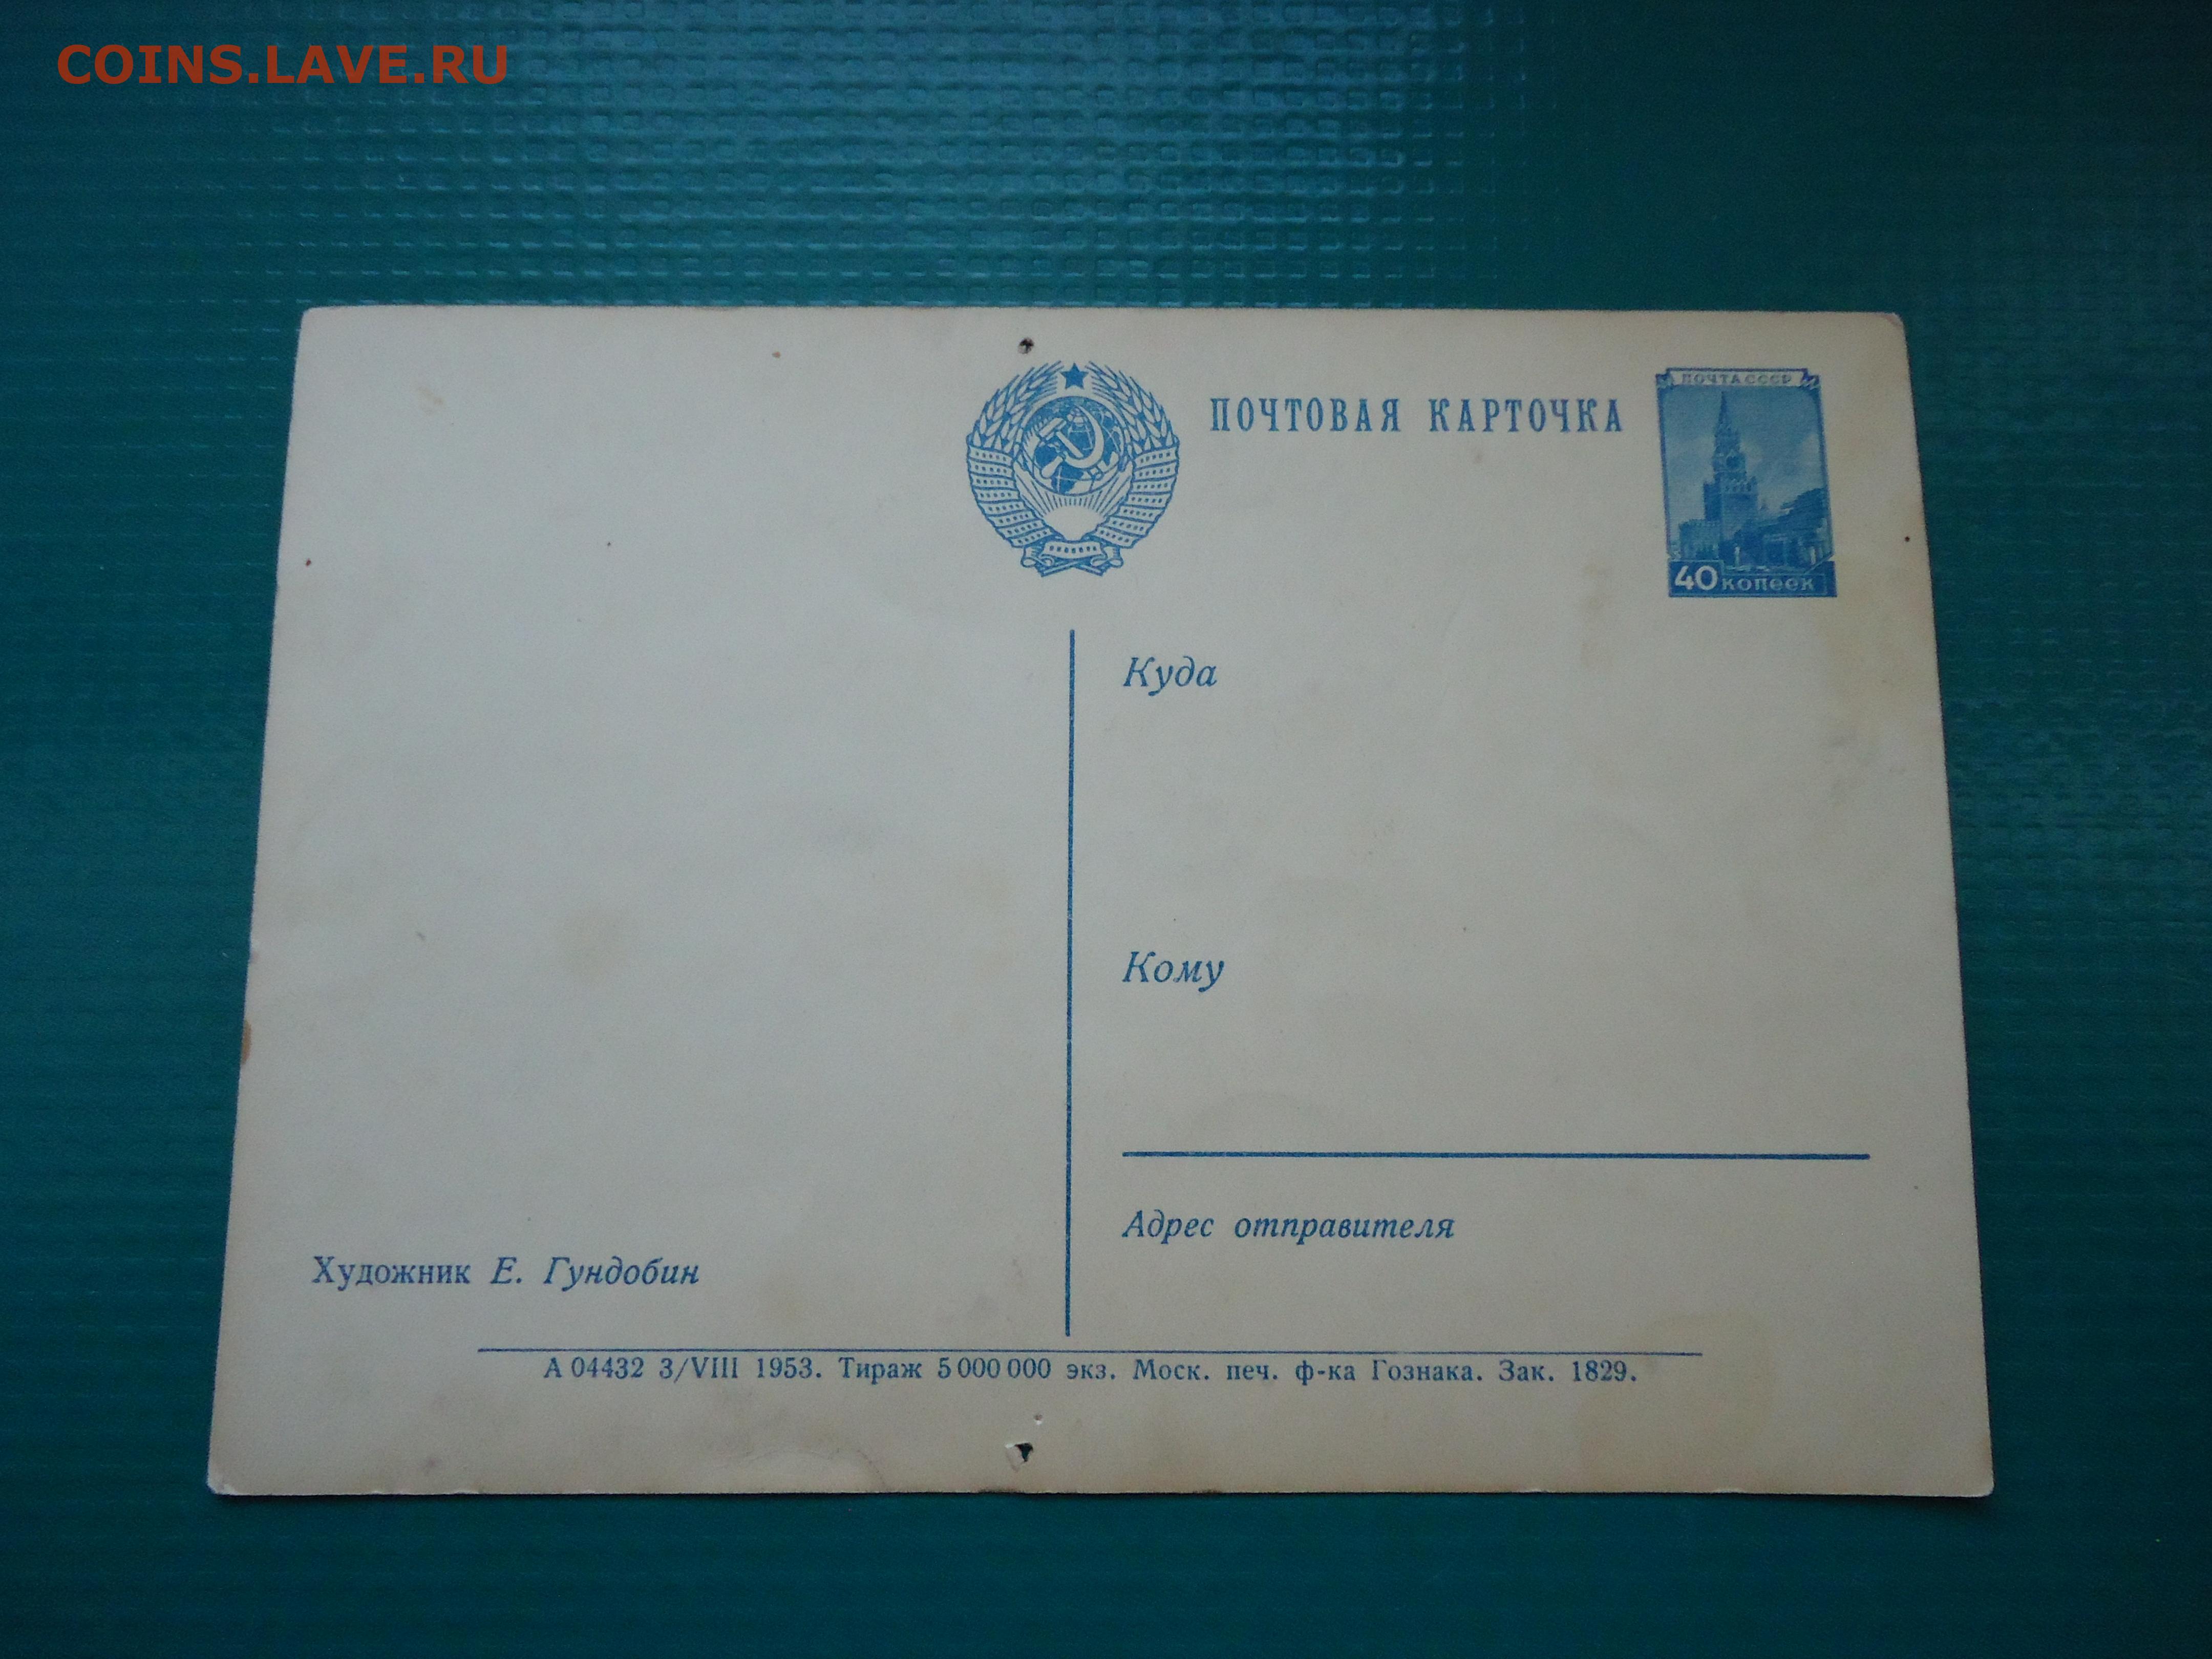 COINS.LAVE.RU
ПОЧТОВАЯ КАРТОЧКА
ПОЧТА СССР
40 копеек
Куда
Кому
Адрес отправителя
Художник Е. Гундобин
А 04432 3/VIII 1953. Тираж 5 000 000 экз. Моск. печ. ф-ка Гознака. Зак. 1829.